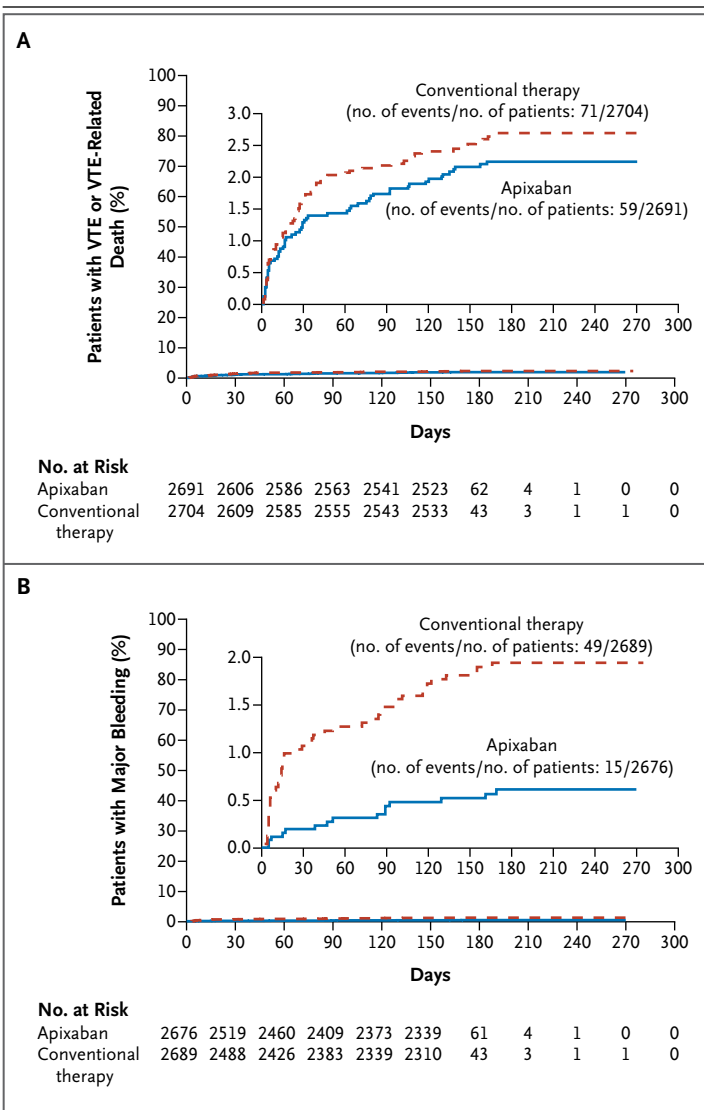 A
Patients with VTE or VTE-Related
Death (%)
100
90
80
70
60
50
40
30
20
10
0
3.0
2.5
2.0
1.5
1.0
0.5
0.0
Conventional therapy
(no. of events/no. of patients: 71/2704)
Apixaban
(no. of events/no. of patients: 59/2691)
0 30 60 90 120 150 180 210 240 270 300
0 30 60 90 120 150 180 210 240 270 300
Days
No. at Risk
Apixaban 2691 2606 2586 2563 2541 2523 62 4 1 0 0
Conventional 2704 2609 2585 2555 2543 2533 43 3 1 1 0
therapy
B
Patients with Major Bleeding (%)
100
90
80
70
60
50
40
30
20
10
0
2.0
1.5
1.0
0.5
0.0
Conventional therapy
(no. of events/no. of patients: 49/2689)
Apixaban
(no. of events/no. of patients: 15/2676)
0 30 60 90 120 150 180 210 240 270 300
0 30 60 90 120 150 180 210 240 270 300
Days
No. at Risk
Apixaban 2676 2519 2460 2409 2373 2339 61 4 1 0 0
Conventional 2689 2488 2426 2383 2339 2310 43 3 1 1 0
therapy